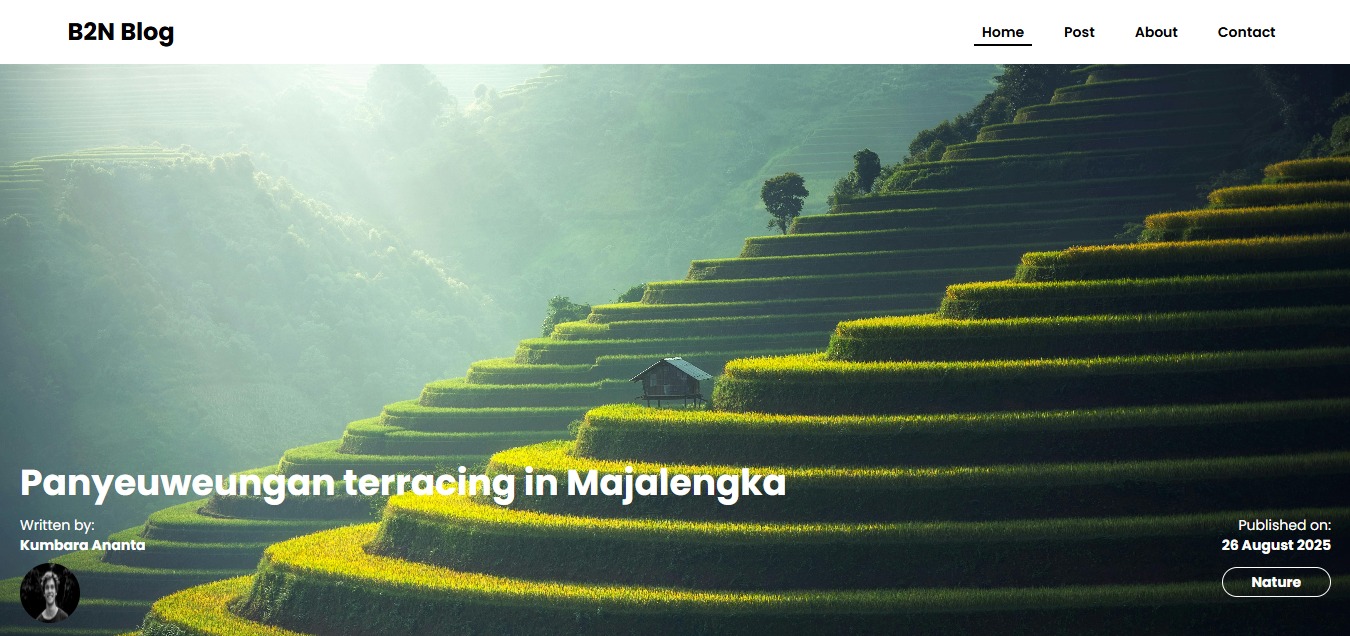 B2N Blog
Home Post About Contact
Panyeuweungan terracing in Majalengka
Written by:
Kumbara Ananta
Published on:
26 August 2025
Nature